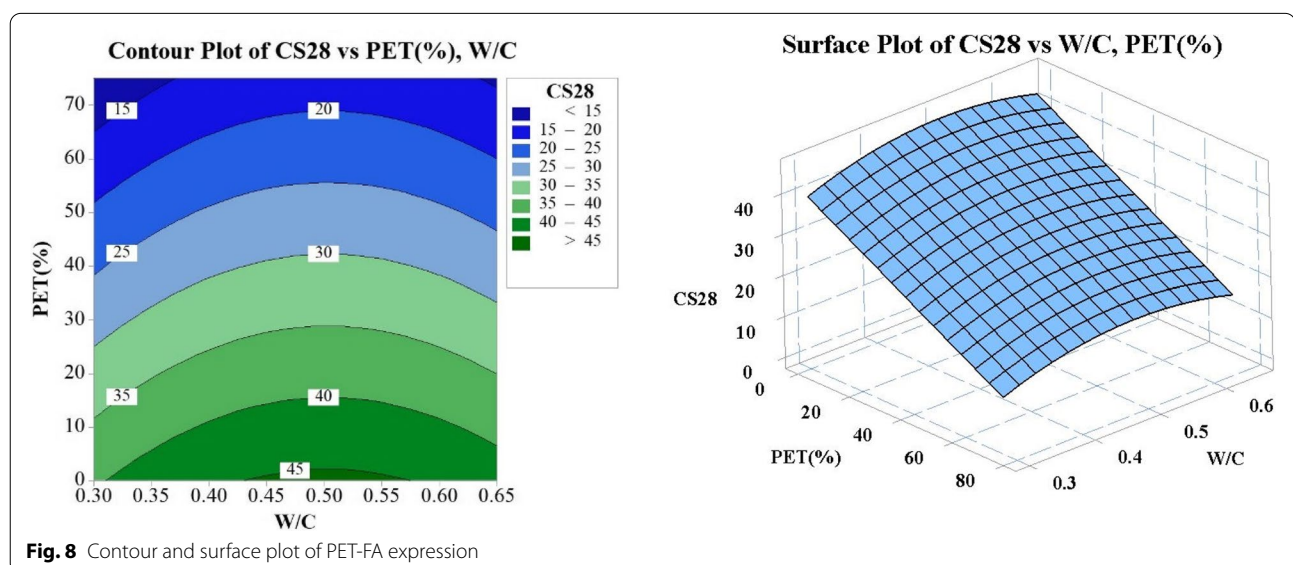 Contour Plot of CS28 vs PET(%), W/C
70
60
50
40
30
20
10
0
PET(%)
15
20
25
30
35
40
45
0.30 0.35 0.40 0.45 0.50 0.55 0.60 0.65
W/C
CS28
< 15
15 – 20
20 – 25
25 – 30
30 – 35
35 – 40
40 – 45
> 45
Surface Plot of CS28 vs W/C, PET(%)
40
30
20
10
0
CS28
0
20
40
60
80
PET(%)
0.3
0.4
0.5
0.6
W/C
Fig. 8 Contour and surface plot of PET-FA expression